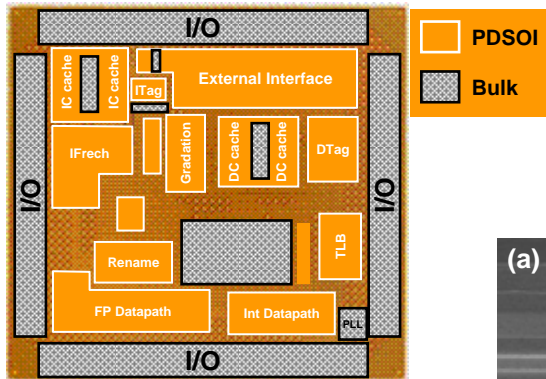 I/O
PDSOI
Bulk
IC cache
IC cache
ITag
External Interface
IFrech
Gradation
DC cache
DC cache
DTag
I/O
I/O
Rename
TLB
FP Datapath
Int Datapath
PLL
I/O
(a)